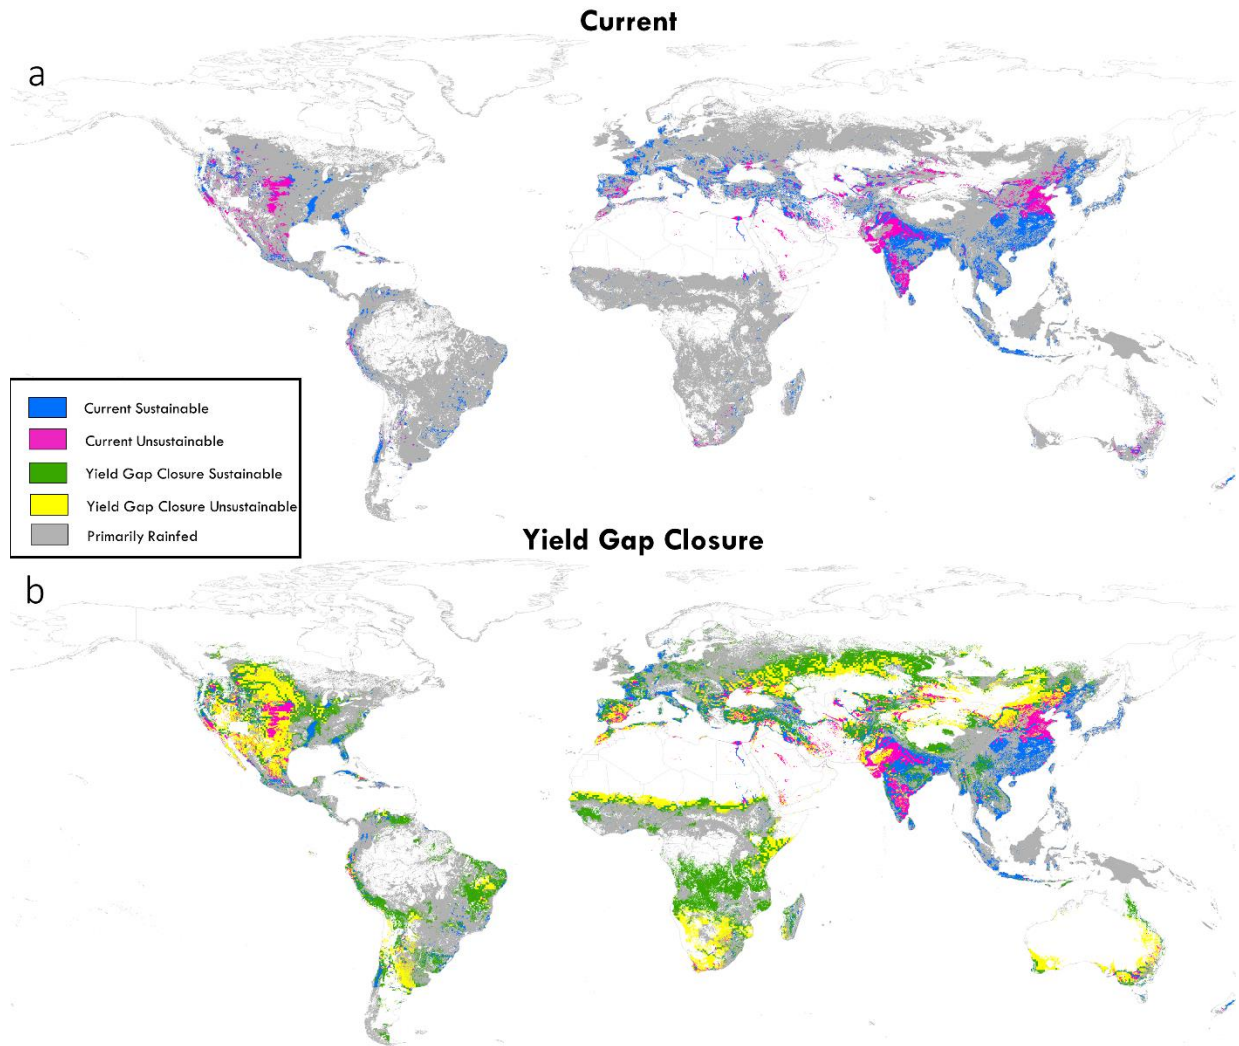 Current
a
Current Sustainable
Current Unsustainable
Yield Gap Closure Sustainable
Yield Gap Closure Unsustainable
Primarily Rainfed
Yield Gap Closure
b